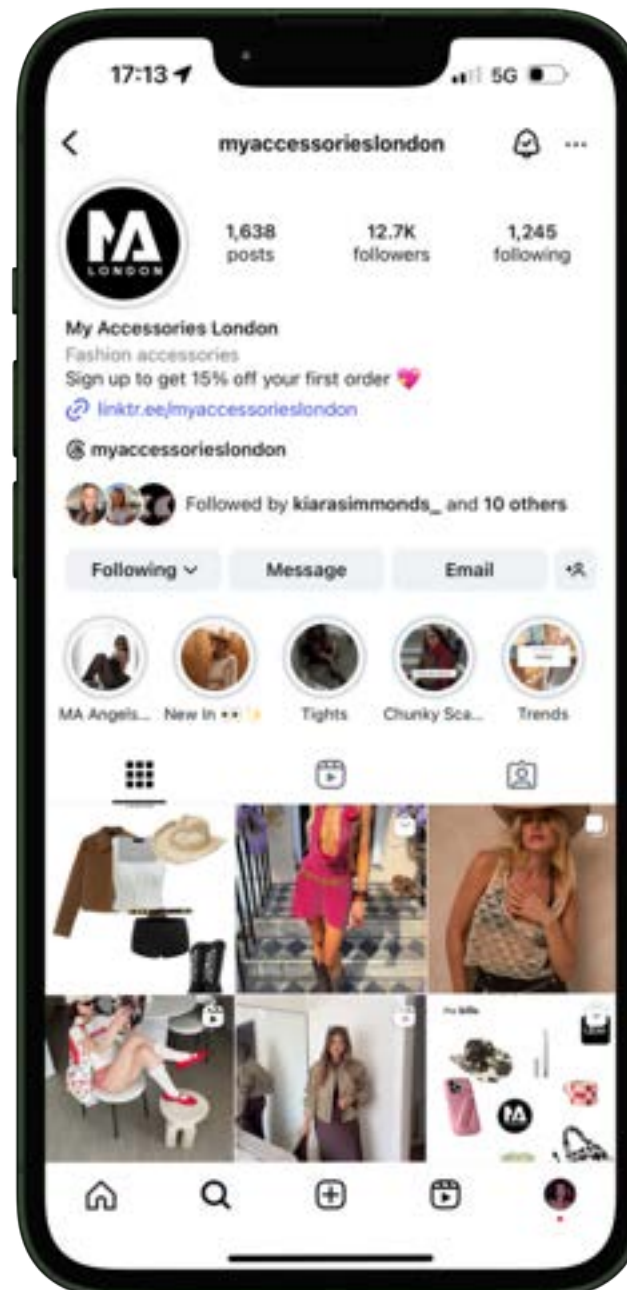 17:13
5G
myaccessorieslondon
MA
LONDON
1,638
posts
12.7K
followers
1,245
following
My Accessories London
Fashion accessories
Sign up to get 15% off your first order 💖
linktr.ee/myaccessorieslondon
myaccessorieslondon
Followed by kiarasimmonds_ and 10 others
Following
Message
Email
MA Angels...
New In 👀✨
Tights
Chunky Sca...
Trends
MA